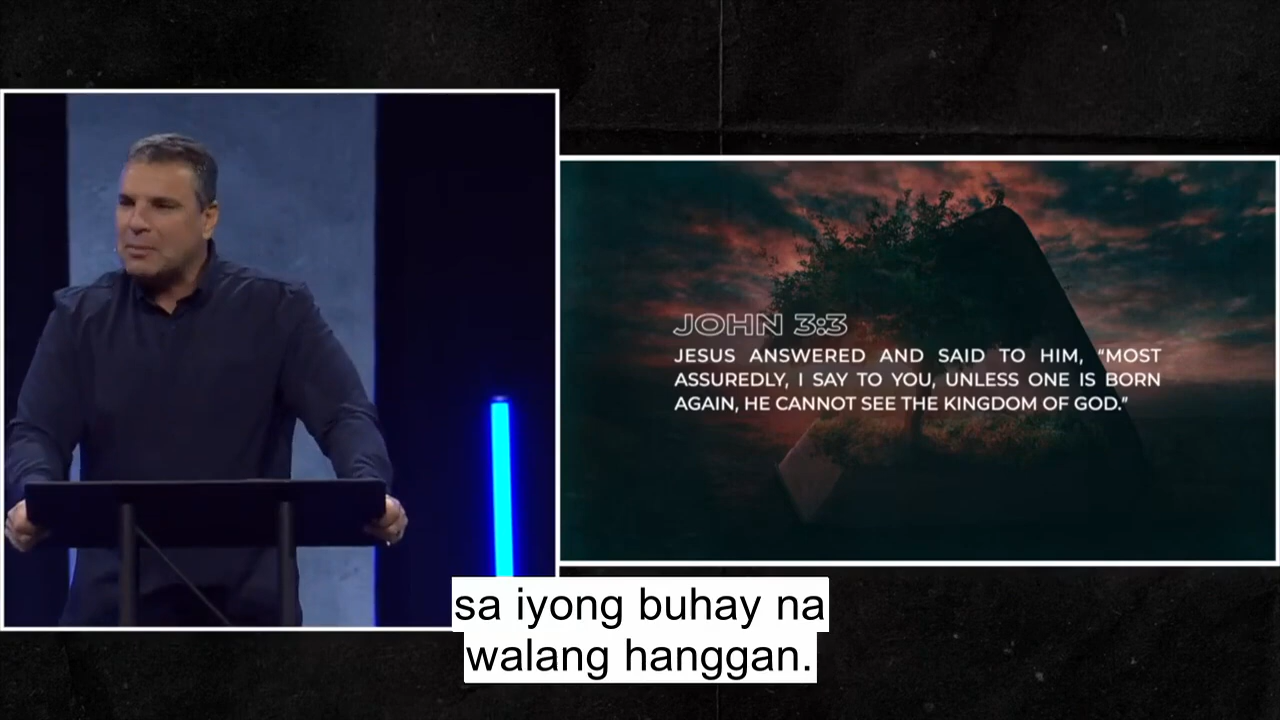 JOHN 3:3
JESUS ANSWERED AND SAID TO HIM, “MOST
ASSUREDLY, I SAY TO YOU, UNLESS ONE IS BORN
AGAIN, HE CANNOT SEE THE KINGDOM OF GOD.”
sa iyong buhay na
walang hanggan.